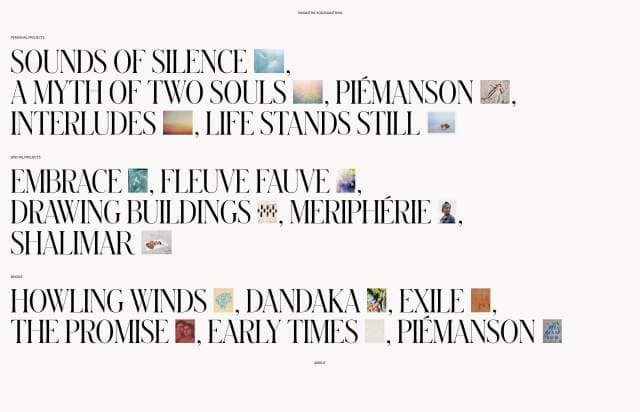 PERSONAL PROJECTS
SOUNDS OF SILENCE ,
A MYTH OF TWO SOULS , PIÉMANSON ,
INTERLUDES , LIFE STANDS STILL
SPECIAL PROJECTS
EMBRACE , FLEUVE FAUVE ,
DRAWING BUILDINGS , MERIPHÉRIE ,
SHALIMAR
BOOKS
HOWLING WINDS , DANDAKA , EXILE ,
THE PROMISE , EARLY TIMES , PIÉMANSON
ABOUT